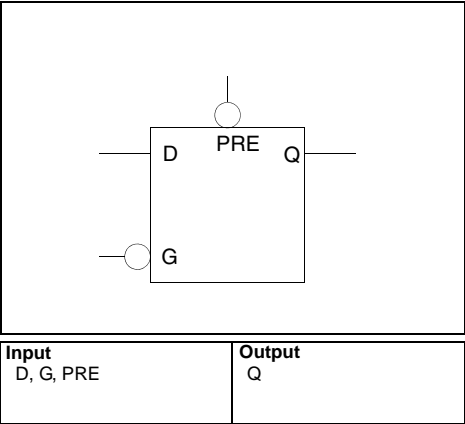 PRE
D
Q
G
Input
D, G, PRE
Output
Q